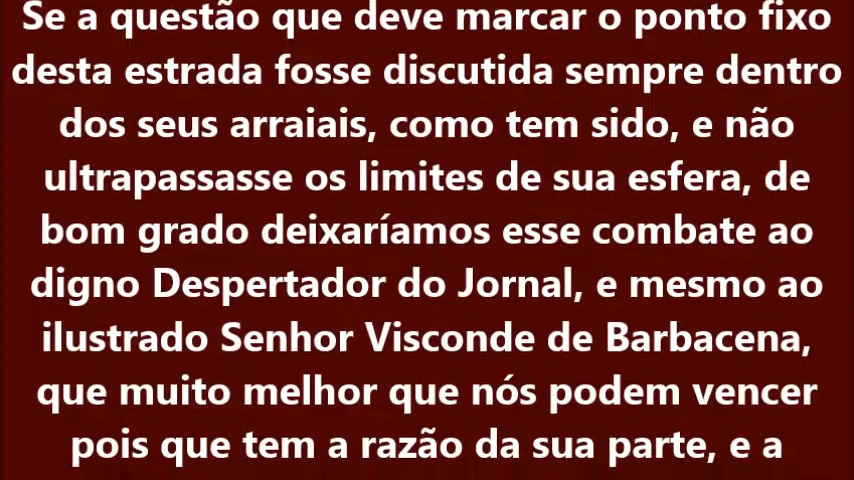 Se a questão que deve marcar o ponto fixo
desta estrada fosse discutida sempre dentro
dos seus arraiais, como tem sido, e não
ultrapassasse os limites de sua esfera, de
bom grado deixaríamos esse combate ao
digno Despertador do Jornal, e mesmo ao
ilustrado Senhor Visconde de Barbacena,
que muito melhor que nós podem vencer
pois que tem a razão da sua parte, e a